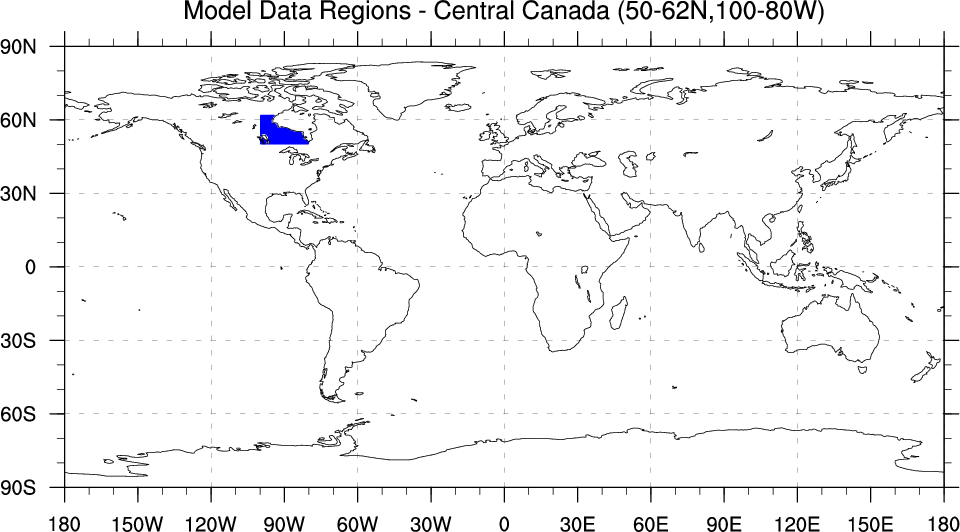 Model Data Regions - Central Canada (50-62N,100-80W)
90N
60N
30N
0
30S
60S
90S
180 150W 120W 90W 60W 30W 0 30E 60E 90E 120E 150E 180